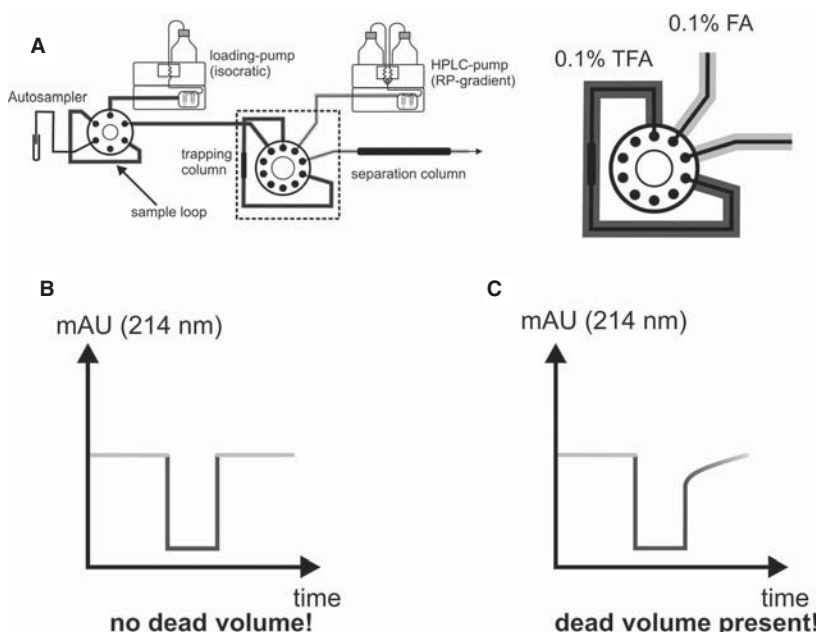 A
loading-pump
(isocratic)
HPLC-pump
(RP-gradient)
Autosampler
trapping
column
separation column
sample loop
0.1% FA
0.1% TFA
B
mAU (214 nm)
time
no dead volume!
C
mAU (214 nm)
time
dead volume present!